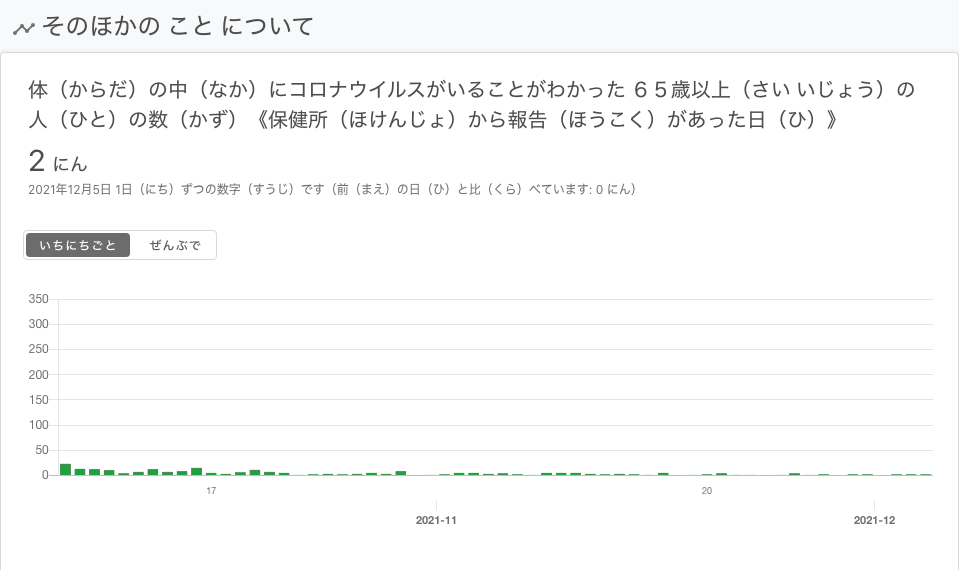 そのほかの こと について
体（からだ）の中（なか）にコロナウイルスがいることがわかった ６５歳以上（さい いじょう）の
人（ひと）の数（かず）《保健所（ほけんじょ）から報告（ほうこく）があった日（ひ）》
2 にん
2021年12月5日 1日（にち）ずつの数字（すうじ）です（前（まえ）の日（ひ）と比（くら）べています: 0 にん）
いちにちごと ぜんぶで
350
300
250
200
150
100
50
0
17 20
2021-11 2021-12